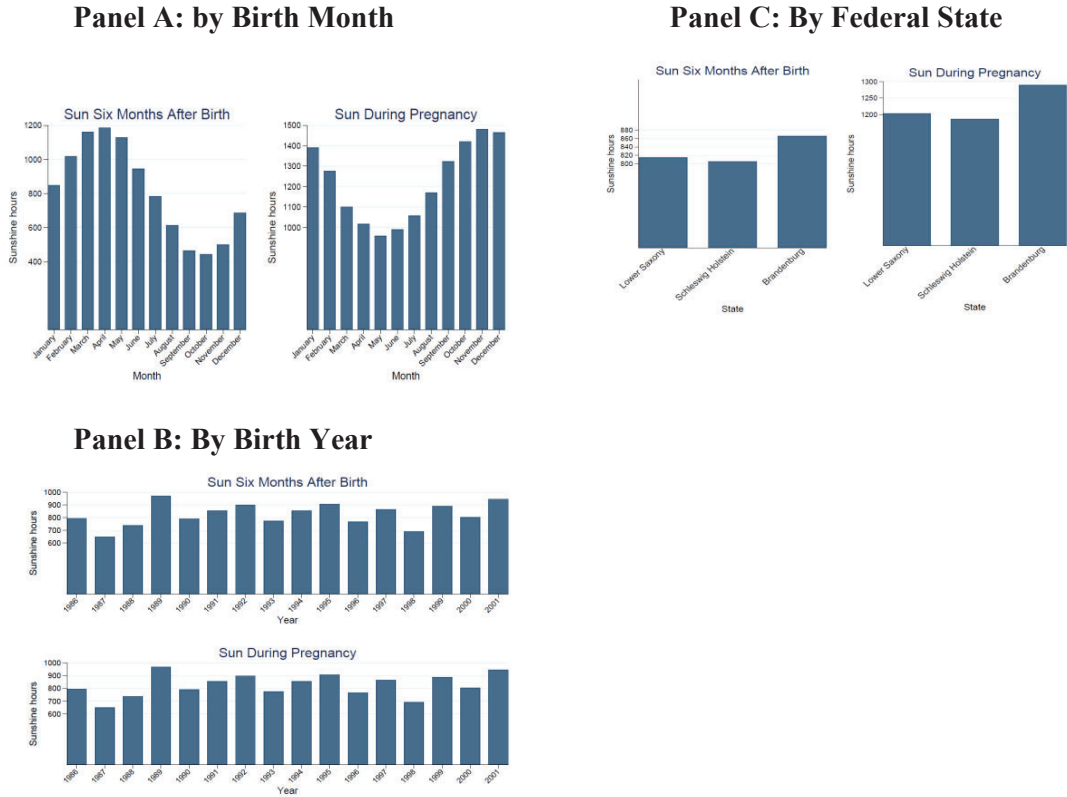 Panel A: by Birth Month
Sun Six Months After Birth
Sunshine hours
1200
1000
800
600
400
January
February
March
April
May
June
July
August
September
October
November
December
Month
Sun During Pregnancy
Sunshine hours
1500
1400
1300
1200
1100
1000
January
February
March
April
May
June
July
August
September
October
November
December
Month
Panel C: By Federal State
Sun Six Months After Birth
Sunshine hours
880
860
840
820
800
Lower Saxony
Schleswig Holstein
Brandenburg
State
Sun During Pregnancy
Sunshine hours
1300
1250
1200
Lower Saxony
Schleswig Holstein
Brandenburg
State
Panel B: By Birth Year
Sun Six Months After Birth
Sunshine hours
1000
900
800
700
600
1986
1987
1988
1989
1990
1991
1992
1993
1994
1995
1996
1997
1998
1999
2000
2001
Year
Sun During Pregnancy
Sunshine hours
1000
900
800
700
600
1986
1987
1988
1989
1990
1991
1992
1993
1994
1995
1996
1997
1998
1999
2000
2001
Year